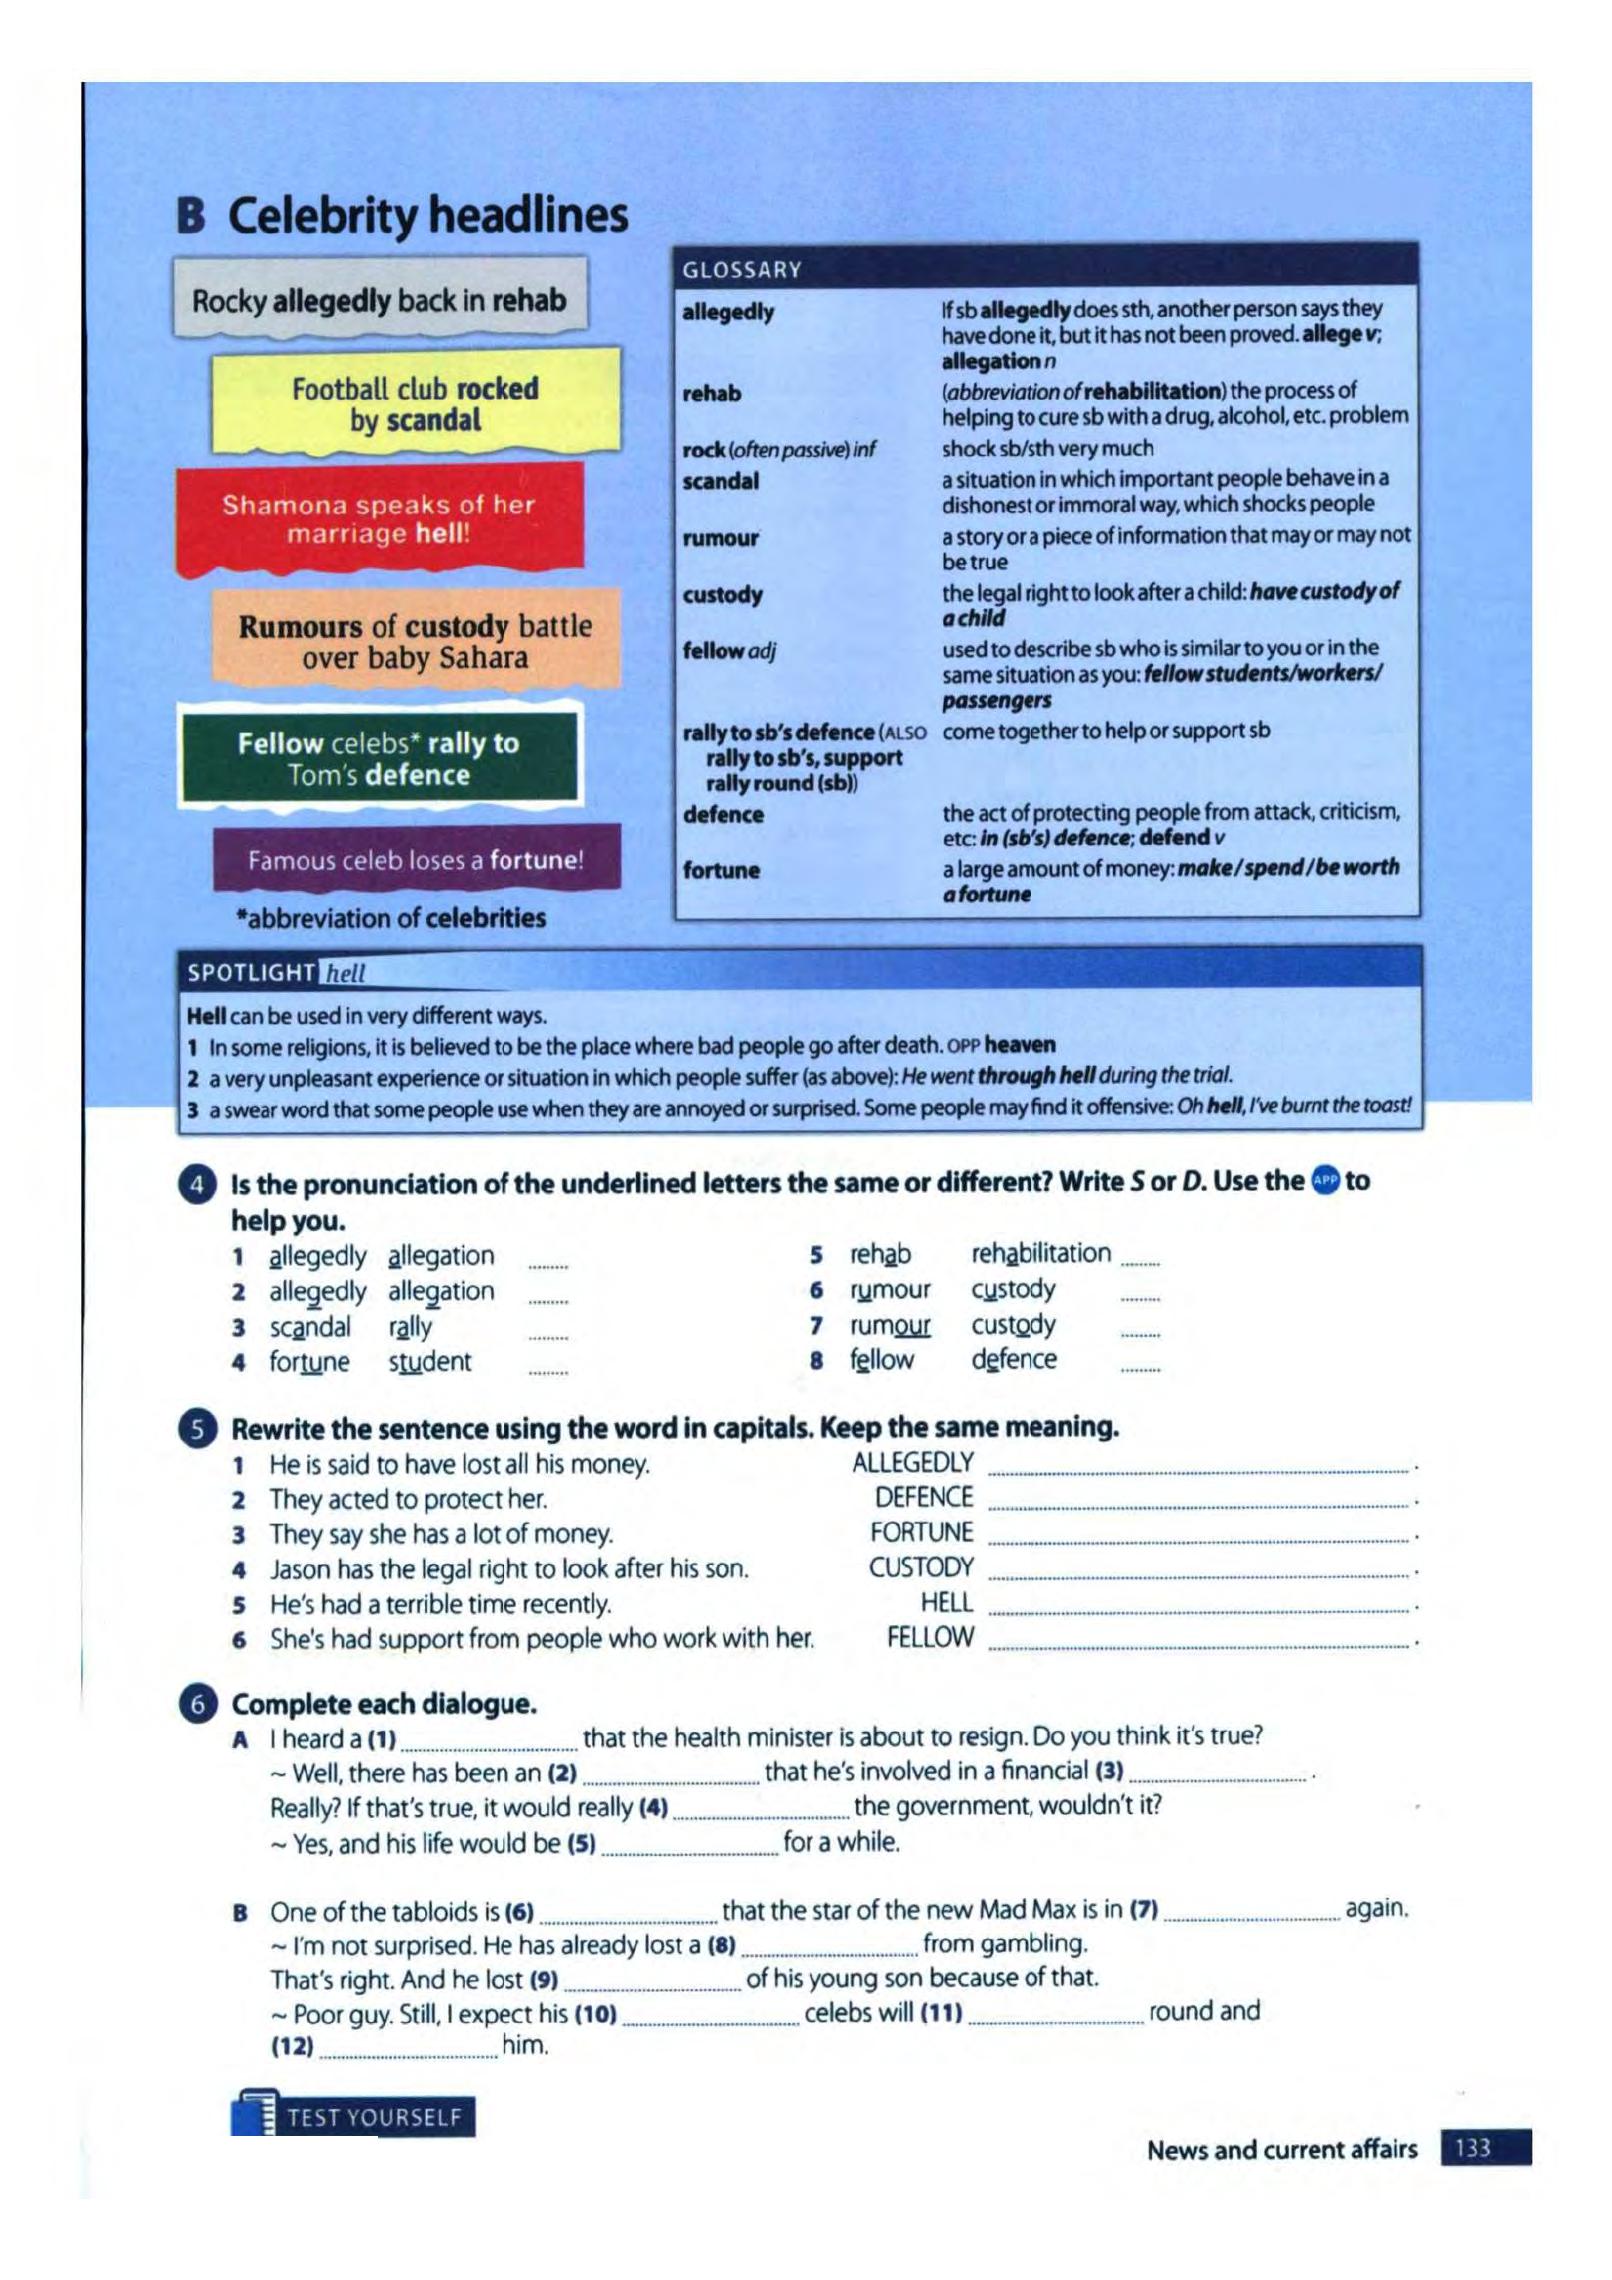 B Celebrity headlines
Rocky allegedly back in rehab
Football club rocked
by scandal
Shamona speaks of her
marriage hell!
Rumours of custody battle
over baby Sahara
Fellow celebs* rally to
Tom's defence
Famous celeb loses a fortune!
*abbreviation of celebrities
GLOSSARY
allegedly If sb allegedly does sth, another person says they
have done it, but it has not been proved. allege v;
allegation n
rehab (abbreviation of rehabilitation) the process of
helping to cure sb with a drug, alcohol, etc. problem
rock (often passive) inf shock sb/sth very much
scandal a situation in which important people behave in a
dishonest or immoral way, which shocks people
rumour a story or a piece of information that may or may not
be true
custody the legal right to look after a child: have custody of
a child
fellow adj used to describe sb who is similar to you or in the
same situation as you: fellow students/workers/
passengers
rally to sb's defence (ALSO come together to help or support sb
rally to sb's, support
rally round (sb))
defence the act of protecting people from attack, criticism,
etc: in (sb's) defence; defend v
fortune a large amount of money: make/spend/be worth
a fortune
SPOTLIGHT hell
Hell can be used in very different ways.
1 In some religions, it is believed to be the place where bad people go after death. OPP heaven
2 a very unpleasant experience or situation in which people suffer (as above): He went through hell during the trial.
3 a swear word that some people use when they are annoyed or surprised. Some people may find it offensive: Oh hell, I've burnt the toast!
4 Is the pronunciation of the underlined letters the same or different? Write S or D. Use the APP to
help you.
1 allegedly allegation ........
2 allegedly allegation ........
3 scandal rally ........
4 fortune student ........
5 rehab rehabilitation ........
6 rumour custody ........
7 rumour custody ........
8 fellow defence ........
5 Rewrite the sentence using the word in capitals. Keep the same meaning.
1 He is said to have lost all his money. ALLEGEDLY ........ .
2 They acted to protect her. DEFENCE ........ .
3 They say she has a lot of money. FORTUNE ........ .
4 Jason has the legal right to look after his son. CUSTODY ........ .
5 He's had a terrible time recently. HELL ........ .
6 She's had support from people who work with her. FELLOW ........ .
6 Complete each dialogue.
A I heard a (1) ........ that the health minister is about to resign. Do you think it's true?
~ Well, there has been an (2) ........ that he's involved in a financial (3) ........ .
Really? If that's true, it would really (4) ........ the government, wouldn't it?
~ Yes, and his life would be (5) ........ for a while.
B One of the tabloids is (6) ........ that the star of the new Mad Max is in (7) ........ again.
~ I'm not surprised. He has already lost a (8) ........ from gambling.
That's right. And he lost (9) ........ of his young son because of that.
~ Poor guy. Still, I expect his (10) ........ celebs will (11) ........ round and
(12) ........ him.
TEST YOURSELF
News and current affairs 133